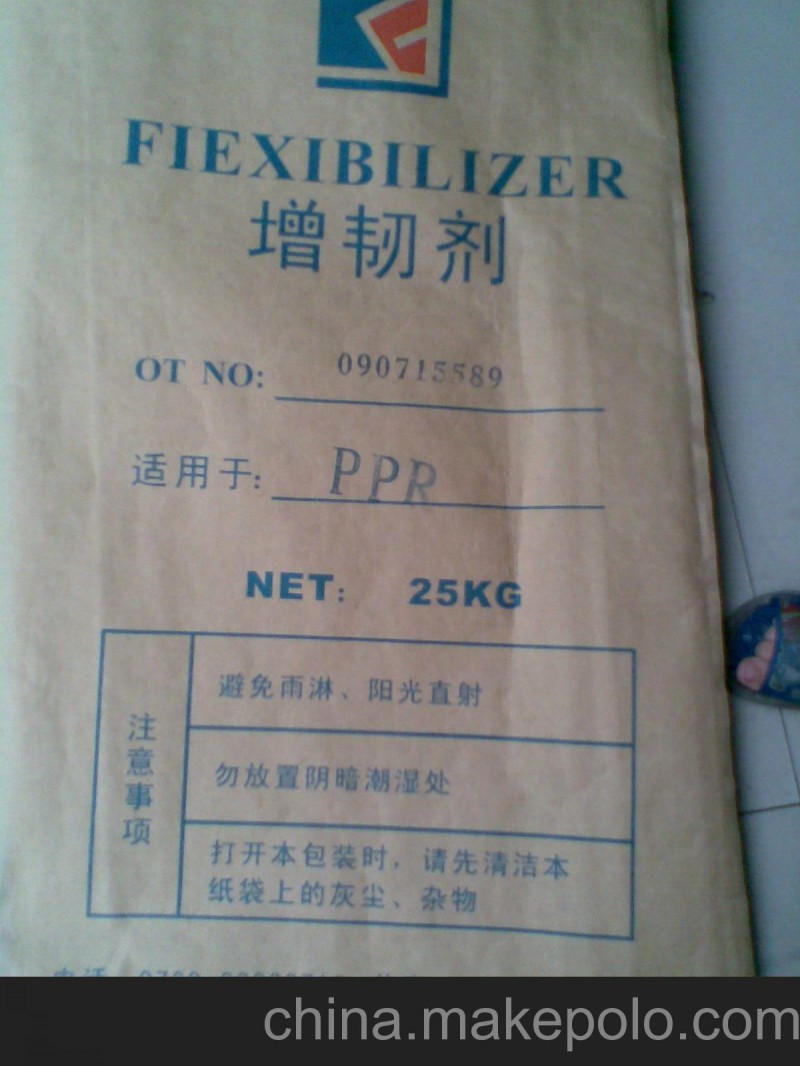 FIEXIBILIZER
增韧剂
OT NO: 090715589
适用于: PPR
NET: 25KG
注意事项
避免雨淋、阳光直射
勿放置阴暗潮湿处
打开本包装时，请先清洁本
纸袋上的灰尘、杂物
china.makepolo.com